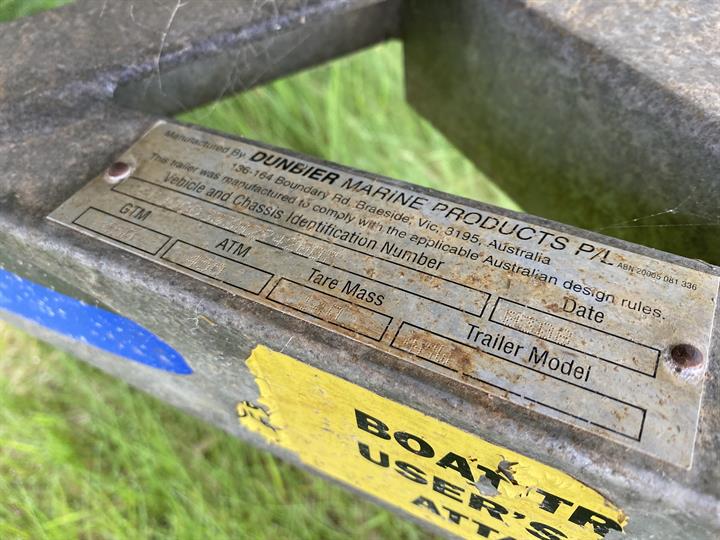 Manufactured By DUNBIER MARINE PRODUCTS P/L ABN 20005 081 336
136-164 Boundary Rd, Braeside, Vic, 3195, Australia
This trailer was manufactured to comply with the applicable Australian design rules.
Vehicle and Chassis Identification Number
Date
GTM
ATM
Tare Mass
Trailer Model
BOAT TR
USER'S
ATTA